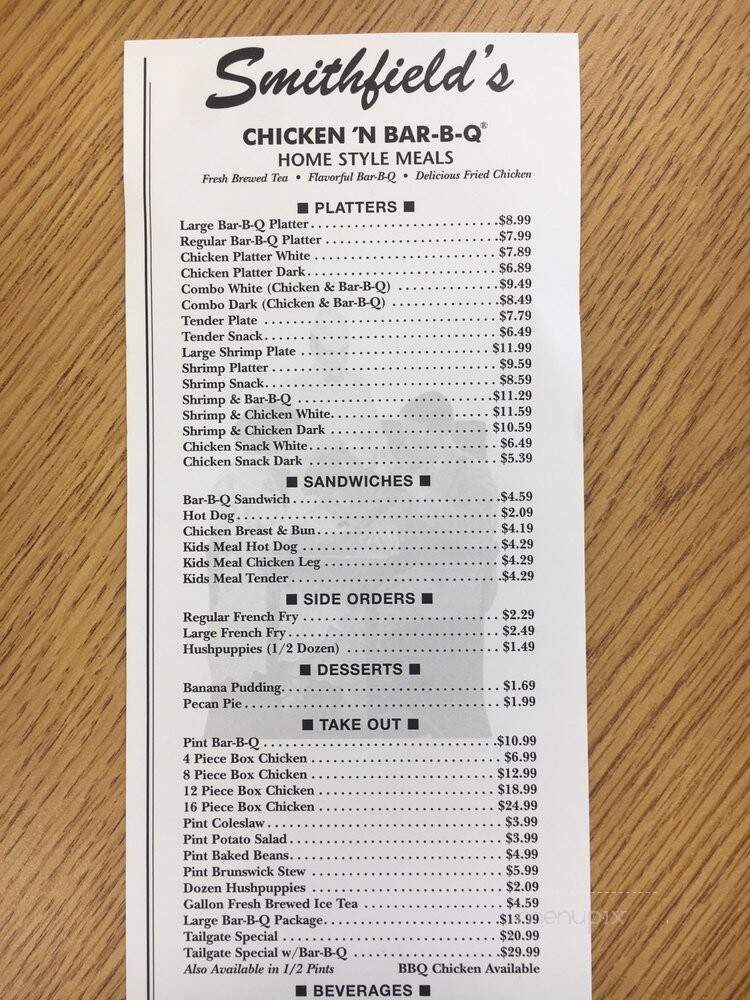 Smithfield's
CHICKEN 'N BAR-B-Q®
HOME STYLE MEALS
Fresh Brewed Tea • Flavorful Bar-B-Q • Delicious Fried Chicken
■ PLATTERS ■
Large Bar-B-Q Platter $8.99
Regular Bar-B-Q Platter $7.99
Chicken Platter White $7.89
Chicken Platter Dark $6.89
Combo White (Chicken & Bar-B-Q) $9.49
Combo Dark (Chicken & Bar-B-Q) $8.49
Tender Plate $7.79
Tender Snack $6.49
Large Shrimp Plate $11.99
Shrimp Platter $9.59
Shrimp Snack $8.59
Shrimp & Bar-B-Q $11.29
Shrimp & Chicken White $11.59
Shrimp & Chicken Dark $10.59
Chicken Snack White $6.49
Chicken Snack Dark $5.39
■ SANDWICHES ■
Bar-B-Q Sandwich $4.59
Hot Dog $2.09
Chicken Breast & Bun $4.19
Kids Meal Hot Dog $4.29
Kids Meal Chicken Leg $4.29
Kids Meal Tender $4.29
■ SIDE ORDERS ■
Regular French Fry $2.29
Large French Fry $2.49
Hushpuppies (1/2 Dozen) $1.49
■ DESSERTS ■
Banana Pudding $1.69
Pecan Pie $1.99
■ TAKE OUT ■
Pint Bar-B-Q $10.99
4 Piece Box Chicken $6.99
8 Piece Box Chicken $12.99
12 Piece Box Chicken $18.99
16 Piece Box Chicken $24.99
Pint Coleslaw $3.99
Pint Potato Salad $3.99
Pint Baked Beans $4.99
Pint Brunswick Stew $5.99
Dozen Hushpuppies $2.09
Gallon Fresh Brewed Ice Tea $4.59
Large Bar-B-Q Package $13.99
menupix
Tailgate Special $20.99
Tailgate Special w/Bar-B-Q $29.99
Also Available in 1/2 Pints BBQ Chicken Available
■ BEVERAGES ■